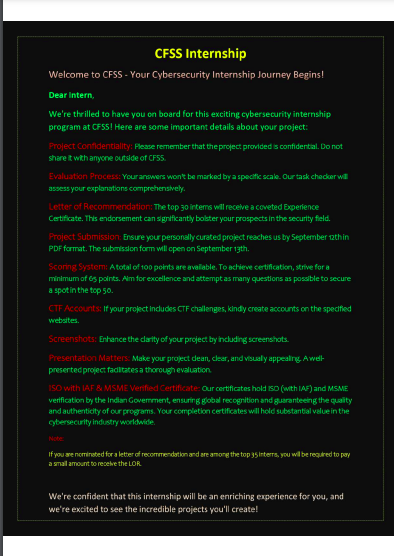 CFSS Internship
Welcome to CFSS - Your Cybersecurity Internship Journey Begins!
Dear Intern,
We're thrilled to have you on board for this exciting cybersecurity internship
program at CFSS! Here are some important details about your project:
Project Confidentiality: Please remember that the project provided is confidential. Do not
share it with anyone outside of CFSS.
Evaluation Process: Your answers won't be marked by a specific scale. Our task checker will
assess your explanations comprehensively.
Letter of Recommendation: The top 30 interns will receive a coveted Experience
Certificate. This endorsement can significantly bolster your prospects in the security field.
Project Submission: Ensure your personally curated project reaches us by September 12th in
PDF format. The submission form will open on September 13th.
Scoring System: A total of 100 points are available. To achieve certification, strive for a
minimum of 65 points. Aim for excellence and attempt as many questions as possible to secure
a spot in the top 50.
CTF Accounts: If your project includes CTF challenges, kindly create accounts on the specified
websites.
Screenshots: Enhance the clarity of your project by including screenshots.
Presentation Matters: Make your project clean, clear, and visually appealing. A well-
presented project facilitates a thorough evaluation.
ISO with IAF & MSME Verified Certificate: Our certificates hold ISO (with IAF) and MSME
verification by the Indian Government, ensuring global recognition and guaranteeing the quality
and authenticity of our programs. Your completion certificates will hold substantial value in the
cybersecurity industry worldwide.
Note:
If you are nominated for a letter of recommendation and are among the top 35 interns, you will be required to pay
a small amount to receive the LOR.
We're confident that this internship will be an enriching experience for you, and
we're excited to see the incredible projects you'll create!